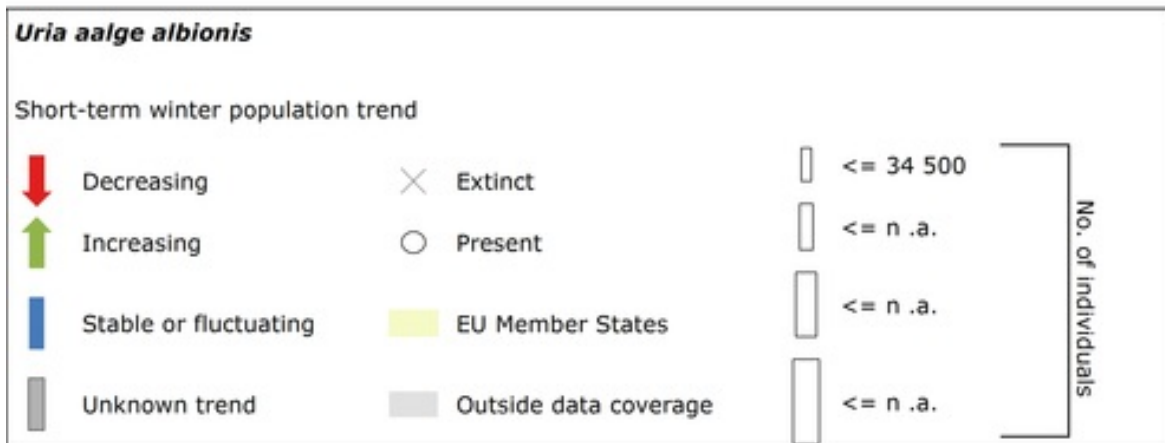 Uria aalge albionis
Short-term winter population trend
Decreasing
Extinct
<= 34 500
Increasing
Present
<= n .a.
Stable or fluctuating
EU Member States
<= n .a.
Unknown trend
Outside data coverage
<= n .a.
No. of individuals